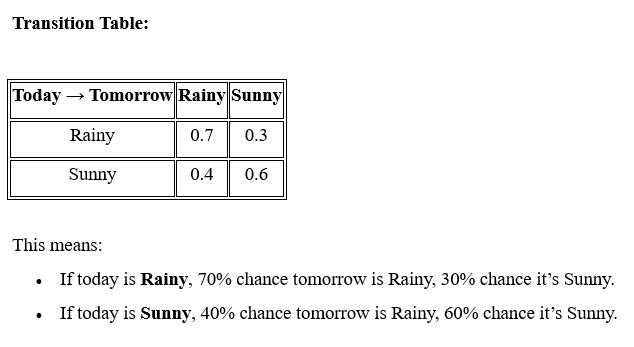 Transition Table:
Today → Tomorrow Rainy Sunny
Rainy 0.7 0.3
Sunny 0.4 0.6
This means:
• If today is Rainy, 70% chance tomorrow is Rainy, 30% chance it’s Sunny.
• If today is Sunny, 40% chance tomorrow is Rainy, 60% chance it’s Sunny.